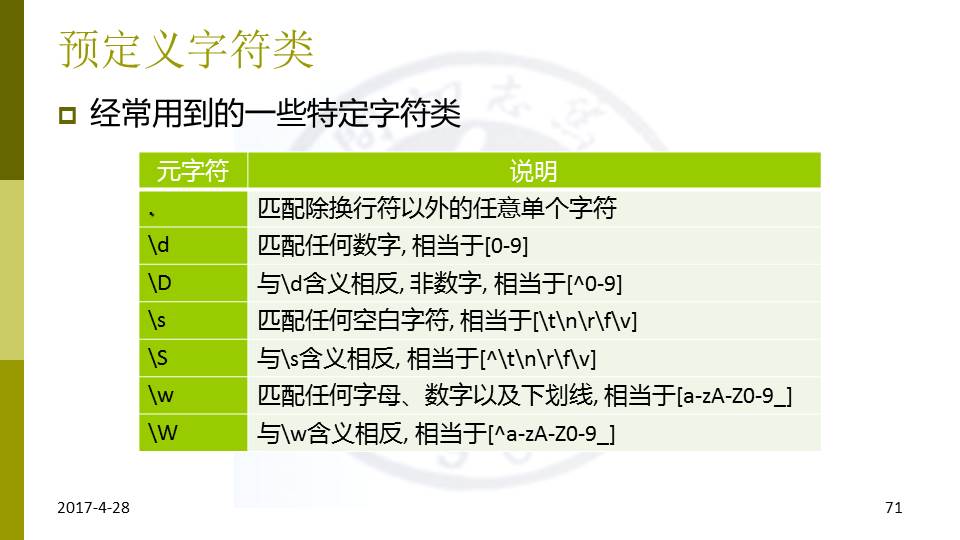 预定义字符类
经常用到的一些特定字符类
元字符 说明
. 匹配除换行符以外的任意单个字符
\d 匹配任何数字, 相当于[0-9]
\D 与\d含义相反, 非数字, 相当于[^0-9]
\s 匹配任何空白字符, 相当于[\t\n\r\f\v]
\S 与\s含义相反, 相当于[^\t\n\r\f\v]
\w 匹配任何字母、数字以及下划线, 相当于[a-zA-Z0-9_]
\W 与\w含义相反, 相当于[^a-zA-Z0-9_]
2017-4-28 71